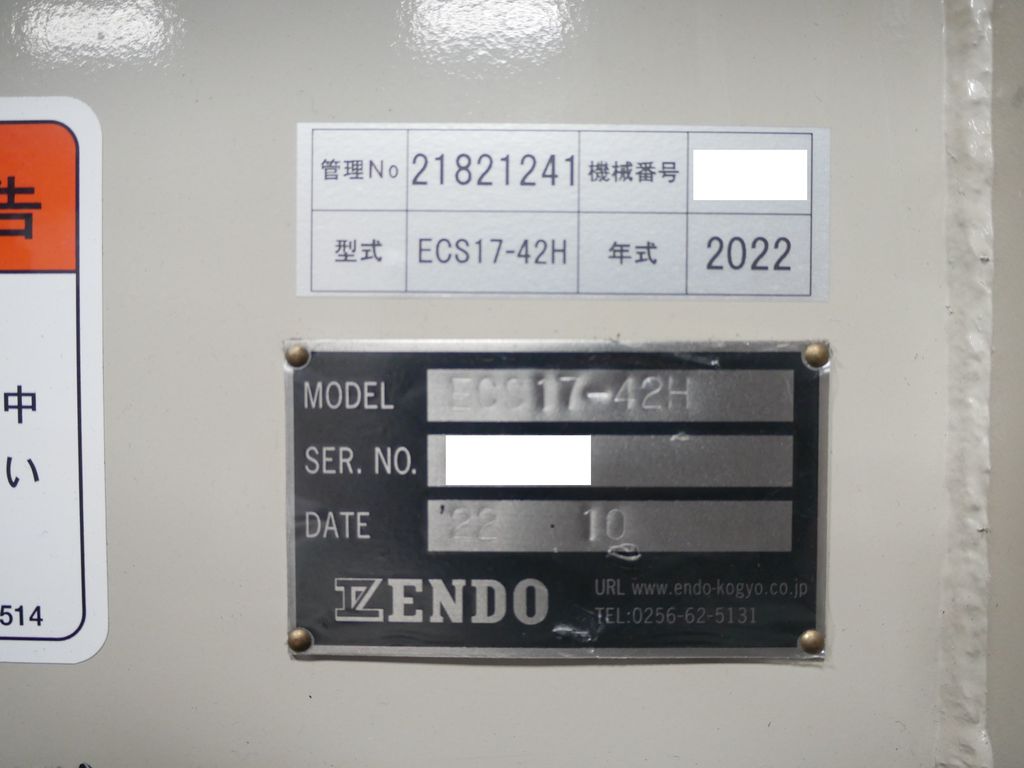 管理No 21821241 機械番号
型式 ECS17-42H 年式 2022
告
中
い
514
MODEL ECS17-42H
SER. NO.
DATE '22 10
ENDO
URL www.endo-kogyo.co.jp
TEL:0256-62-5131